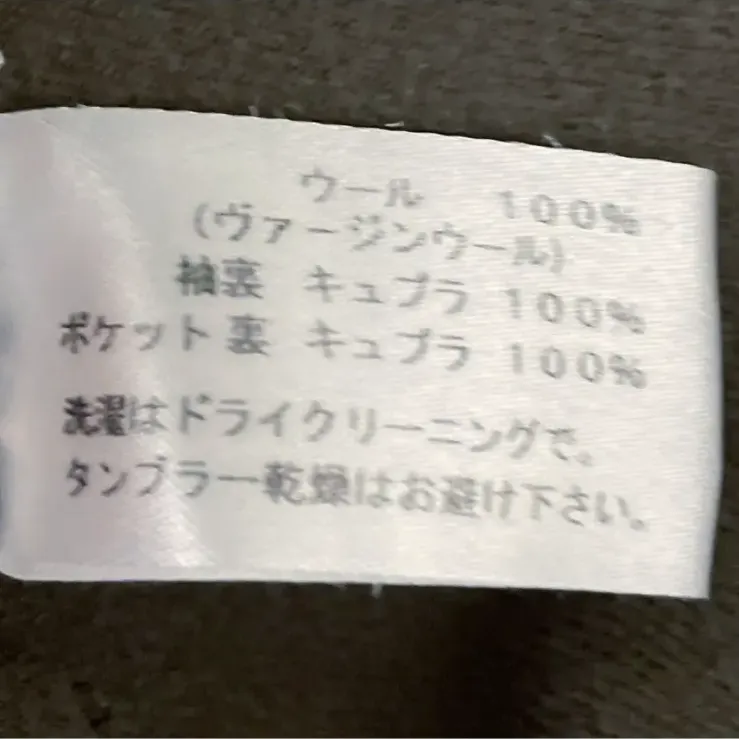 ウール 100%
(ヴァージンウール)
袖裏 キュプラ 100%
ポケット裏 キュプラ 100%
洗濯はドライクリーニングで。
タンブラー乾燥はお避け下さい。